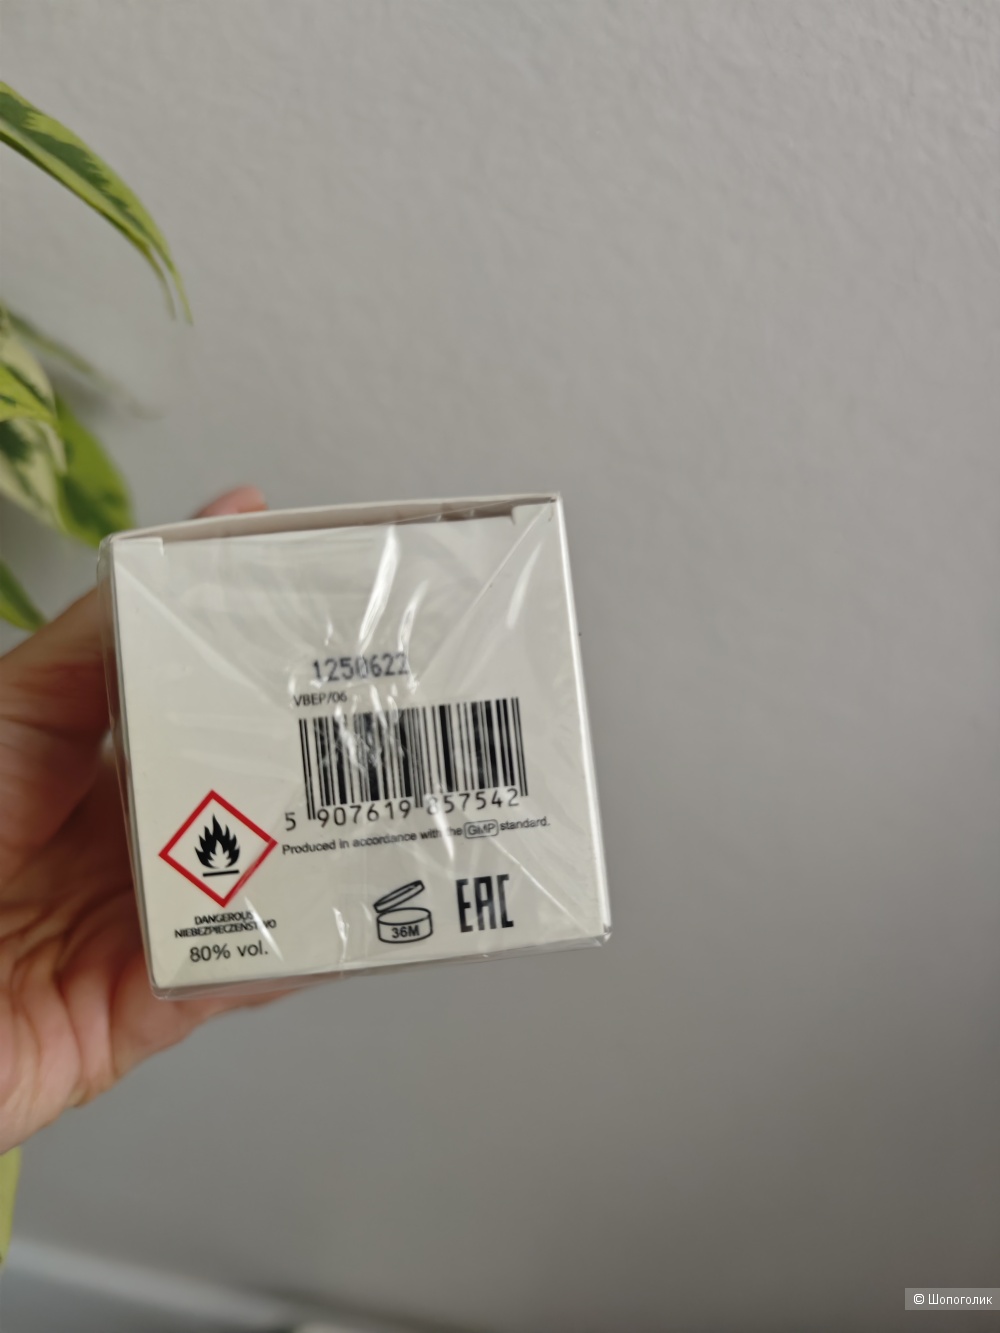 1250622
VBEP/06
5 907619 857542
Produced in accordance with the GMP standard.
DANGEROUS
NIEBEZPIECZEŃSTWO
80% vol.
36M
EAC
© Шопоголик